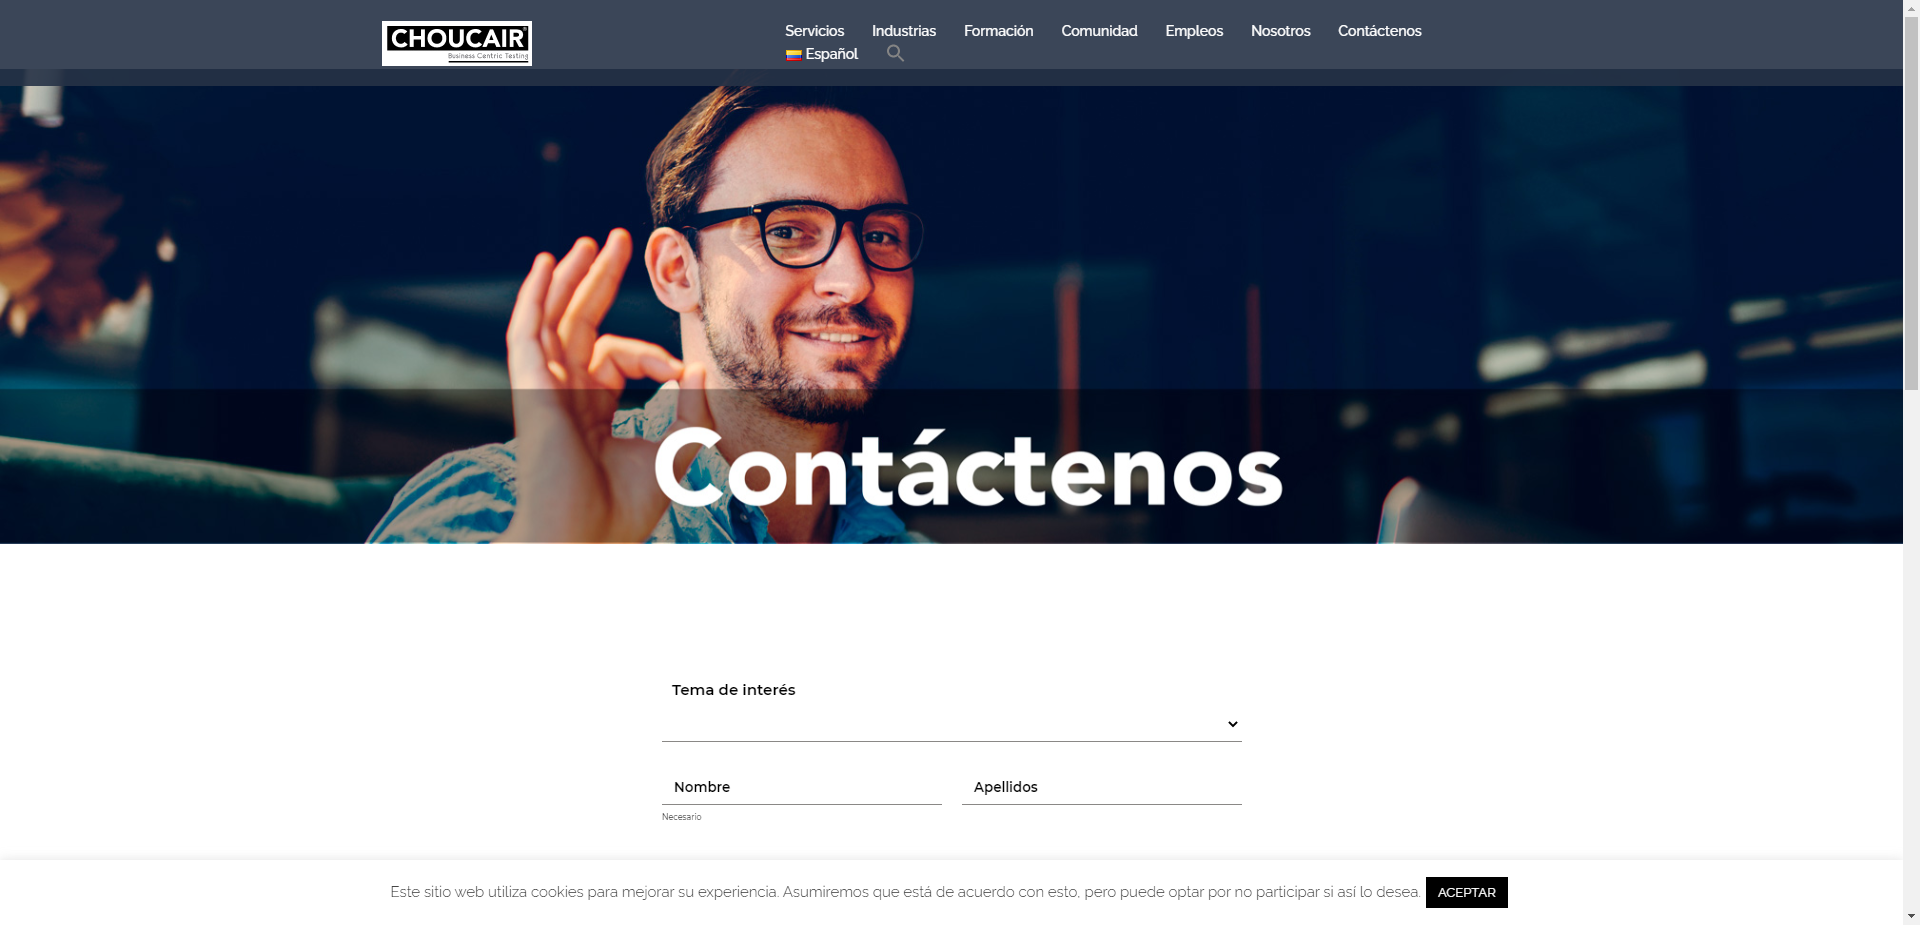 CHOUCAIR
Business Centric Testing
Servicios Industrias Formación Comunidad Empleos Nosotros Contáctenos
Español
Contáctenos
Tema de interés
Nombre Apellidos
Necesario
Este sitio web utiliza cookies para mejorar su experiencia. Asumiremos que está de acuerdo con esto, pero puede optar por no participar si así lo desea. ACEPTAR